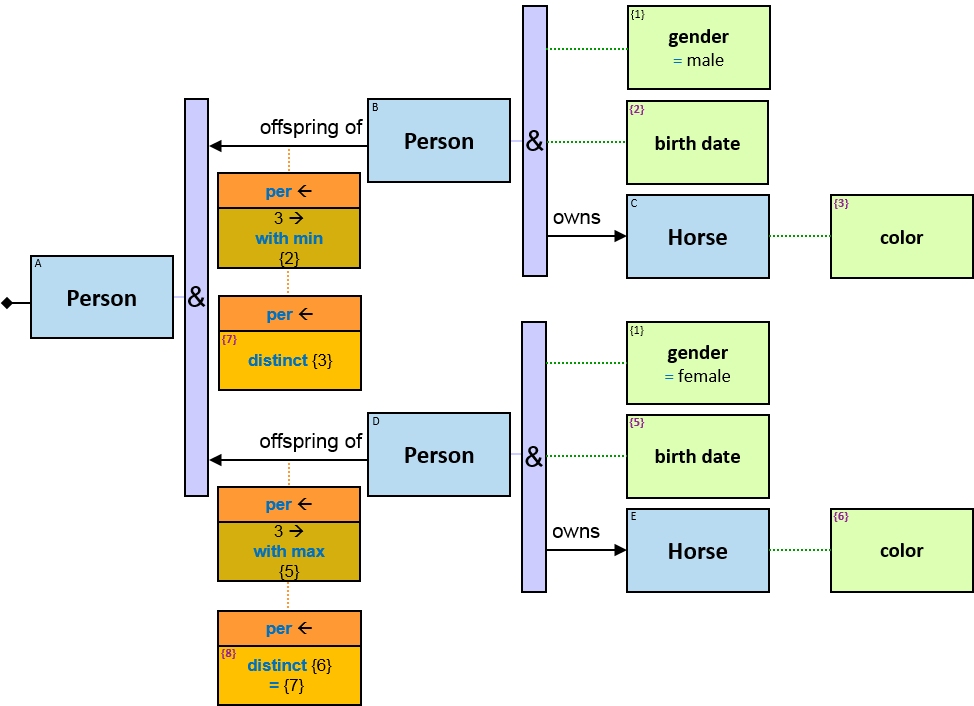 A
Person
&
offspring of
B
Person
&
{1}
gender
= male
{2}
birth date
owns
C
Horse
{3}
color
per ←
3 →
with min
{2}
per ←
{7}
distinct {3}
offspring of
D
Person
&
{1}
gender
= female
{5}
birth date
owns
E
Horse
{6}
color
per ←
3 →
with max
{5}
per ←
{8}
distinct {6}
= {7}